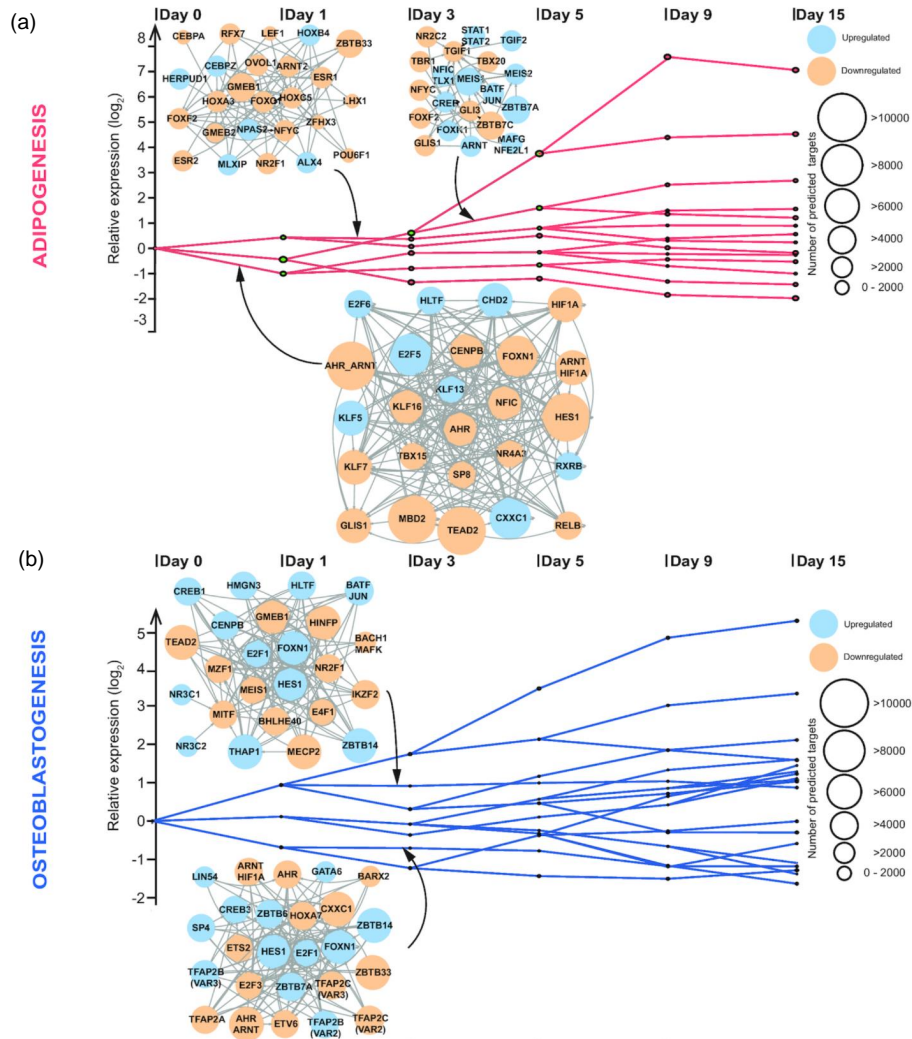 (a)
Day 0 Day 1 Day 3 Day 5 Day 9 Day 15
ADIPOGENESIS
Relative expression (log2)
8
7
6
5
4
3
2
1
0
-1
-2
-3
CEBPA RFX7 LEF1 HOXB4
ZBTB33
CEBPZ OVOL1 ARNT2
HERPUD1 GMEB1 ESR1
HOXA3 FOXO1 HOXC5 LHX1
FOXF2 GMEB2 NPAS2 NFYC ZFHX3
ESR2 MLXIP NR2F1 ALX4 POU6F1
NR2C2 STAT1
STAT2 TGIF2
TGIF1
TBR1 NFIC TBX20
TLX1 MEIS1 MEIS2
NFYC BATF
JUN
CREB ZBTB7A
FOXF2 GLI3
FOXK1 ZBTB7C
GLIS1 ARNT MAFG
NFE2L1
Upregulated
Downregulated
Number of predicted targets
>10000
>8000
>6000
>4000
>2000
0 - 2000
E2F6 HLTF CHD2 HIF1A
E2F5 CENPB FOXN1
AHR_ARNT ARNT
HIF1A
KLF13
KLF5 KLF16 NFIC HES1
AHR
KLF7 TBX15 NR4A3 RXRB
SP8
GLIS1 MBD2 TEAD2 CXXC1 RELB
(b)
Day 0 Day 1 Day 3 Day 5 Day 9 Day 15
OSTEOBLASTOGENESIS
Relative expression (log2)
5
4
3
2
1
0
-1
-2
CREB1 HMGN3 HLTF BATF
JUN
CENPB GMEB1 HINFP
TEAD2 E2F1 FOXN1 BACH1
MAFK
MZF1 NR2F1
NR3C1 MEIS1 HES1 IKZF2
MITF BHLHE40 E4F1
NR3C2 THAP1 MECP2 ZBTB14
Upregulated
Downregulated
Number of predicted targets
>10000
>8000
>6000
>4000
>2000
0 - 2000
LIN54 ARNT
HIF1A AHR GATA6 BARX2
CREB3 ZBTB6 HOXA7 CXXC1
SP4 ZBTB14
ETS2 HES1 E2F1 FOXN1
TFAP2B
(VAR3) E2F3 ZBTB7A TFAP2C
(VAR3) ZBTB33
TFAP2A AHR
ARNT ETV6 TFAP2B
(VAR2) TFAP2C
(VAR2)